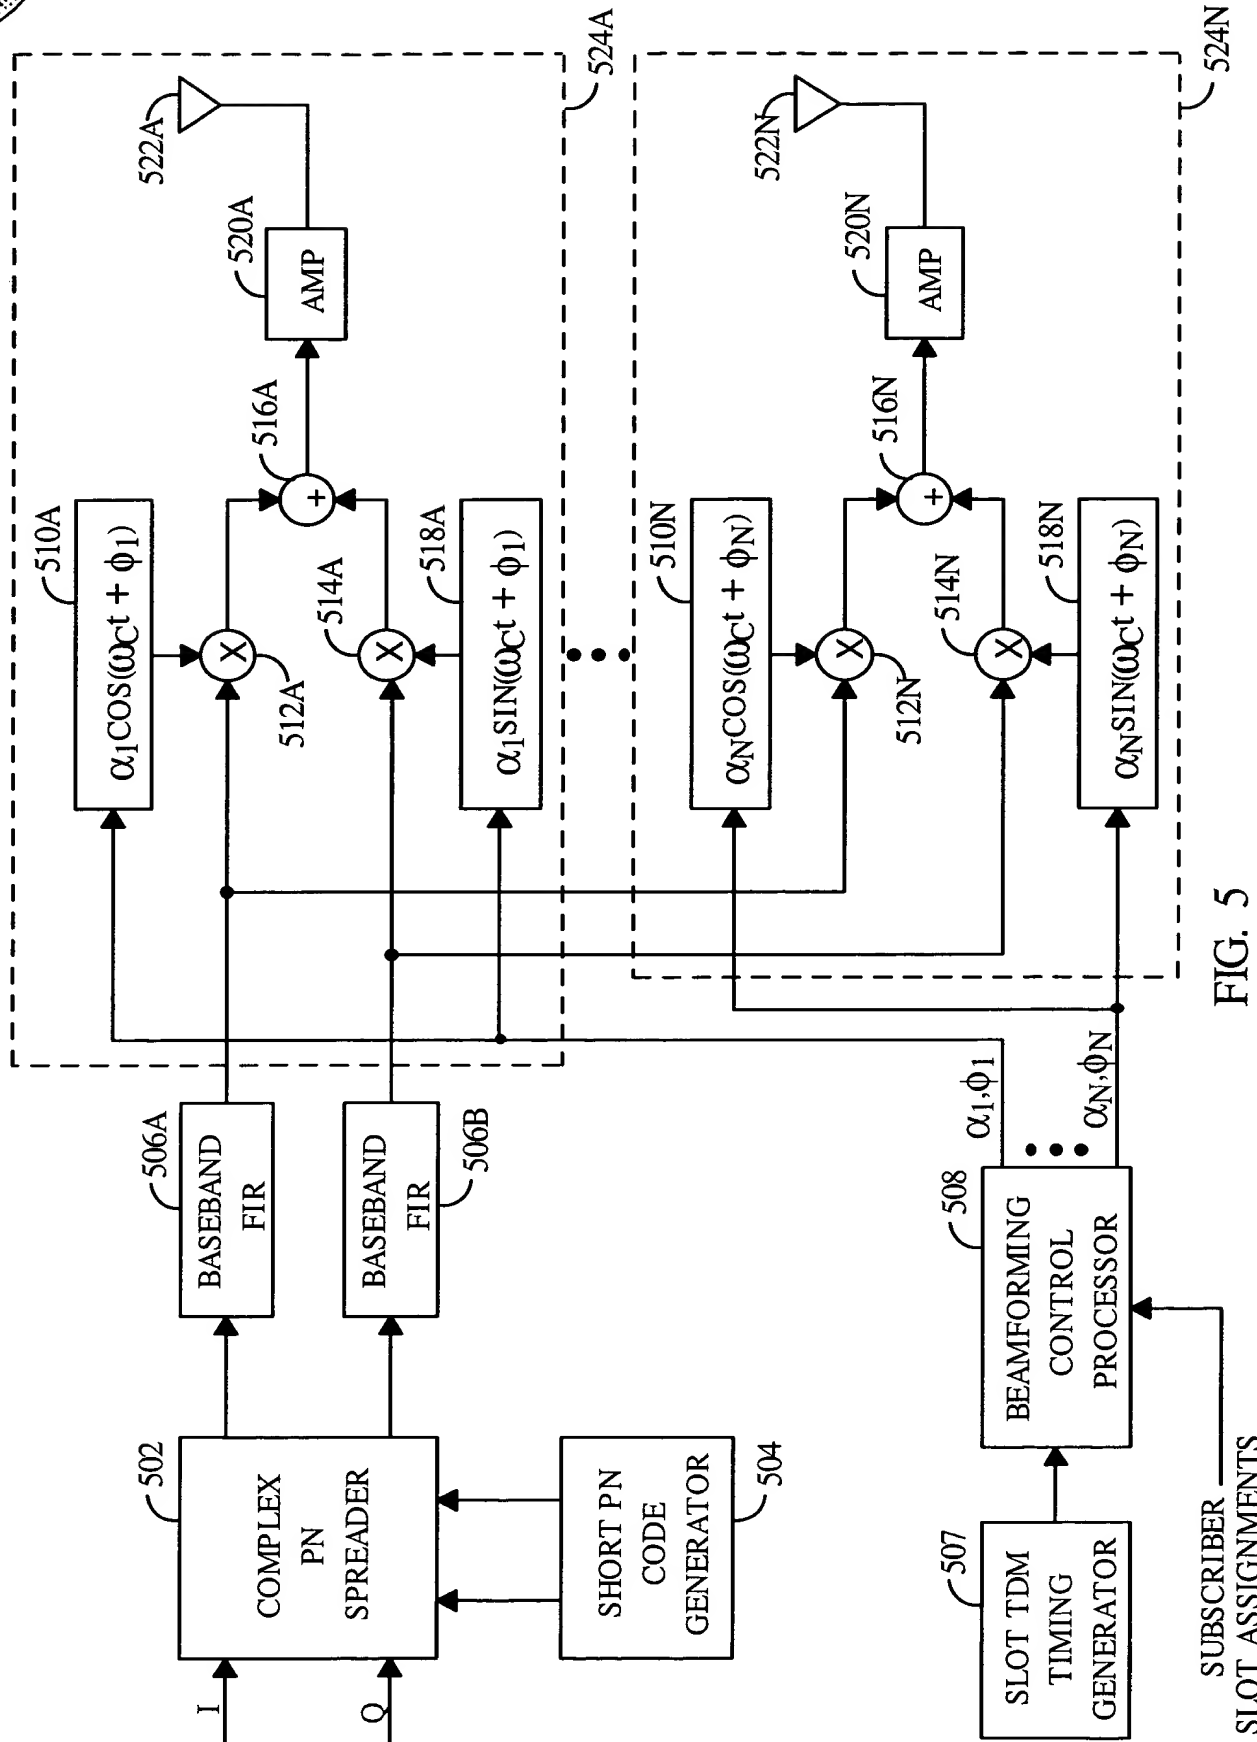 I
Q
502
COMPLEX
PN
SPREADER
SHORT PN
CODE
GENERATOR
504
506A
BASEBAND
FIR
BASEBAND
FIR
506B
507
SLOT TDM
TIMING
GENERATOR
508
BEAMFORMING
CONTROL
PROCESSOR
SUBSCRIBER
SLOT ASSIGNMENTS
α1,ϕ1
αN,ϕN
510A
α1COS(ωCt + ϕ1)
X
512A
514A
X
518A
α1SIN(ωCt + ϕ1)
516A
+
520A
AMP
522A
524A
510N
αNCOS(ωCt + ϕN)
X
512N
514N
X
518N
αNSIN(ωCt + ϕN)
516N
+
520N
AMP
522N
524N
FIG. 5